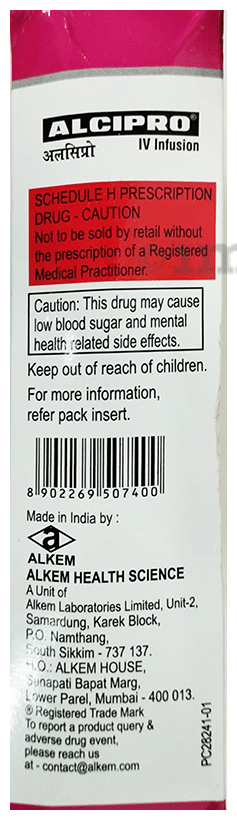 ALCIPRO®
अलसिप्रो IV Infusion
SCHEDULE H PRESCRIPTION
DRUG - CAUTION
Not to be sold by retail without
the prescription of a Registered
Medical Practitioner.
Caution: This drug may cause
low blood sugar and mental
health related side effects.
Keep out of reach of children.
For more information,
refer pack insert.
8 902269 507400
Made in India by :
a
ALKEM
ALKEM HEALTH SCIENCE
A Unit of
Alkem Laboratories Limited, Unit-2,
Samardung, Karek Block,
P.O. Namthang,
South Sikkim - 737 137.
H.O.: ALKEM HOUSE,
Senapati Bapat Marg,
Lower Parel, Mumbai - 400 013.
® Registered Trade Mark
To report a product query &
adverse drug event,
please reach us
at - contact@alkem.com
PC28241-01